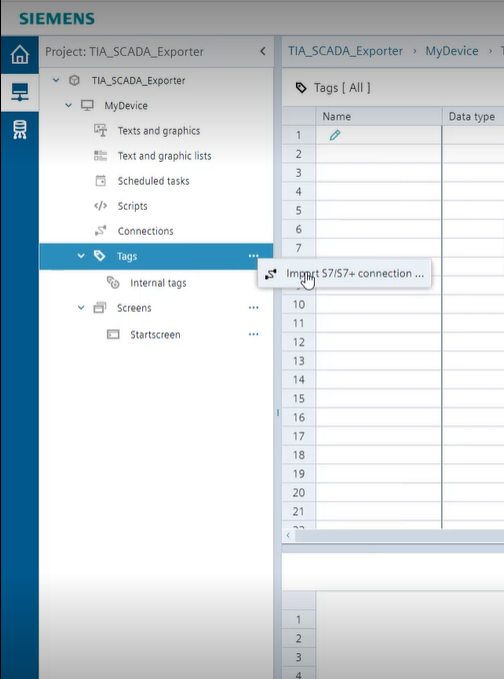 SIEMENS
Project: TIA_SCADA_Exporter
TIA_SCADA_Exporter
MyDevice
Texts and graphics
Text and graphic lists
Scheduled tasks
Scripts
Connections
Tags
Internal tags
Screens
Startscreen
Import S7/S7+ connection ...
TIA_SCADA_Exporter › MyDevice ›
Tags [ All ]
Name Data type
1
2
3
4
5
6
7
10
11
12
13
14
15
16
17
18
19
20
21
1
2
3
4